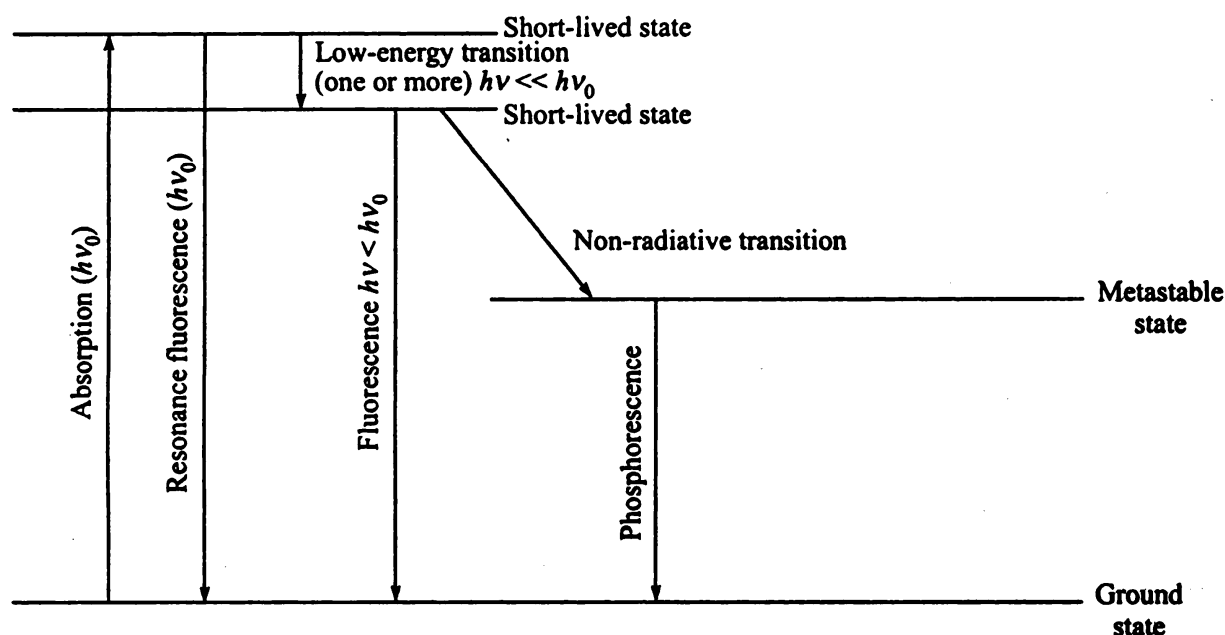 Short-lived state
Low-energy transition
(one or more) hν << hν₀
Short-lived state
Absorption (hν₀)
Resonance fluorescence (hν₀)
Fluorescence hν < hν₀
Non-radiative transition
Metastable
state
Phosphorescence
Ground
state